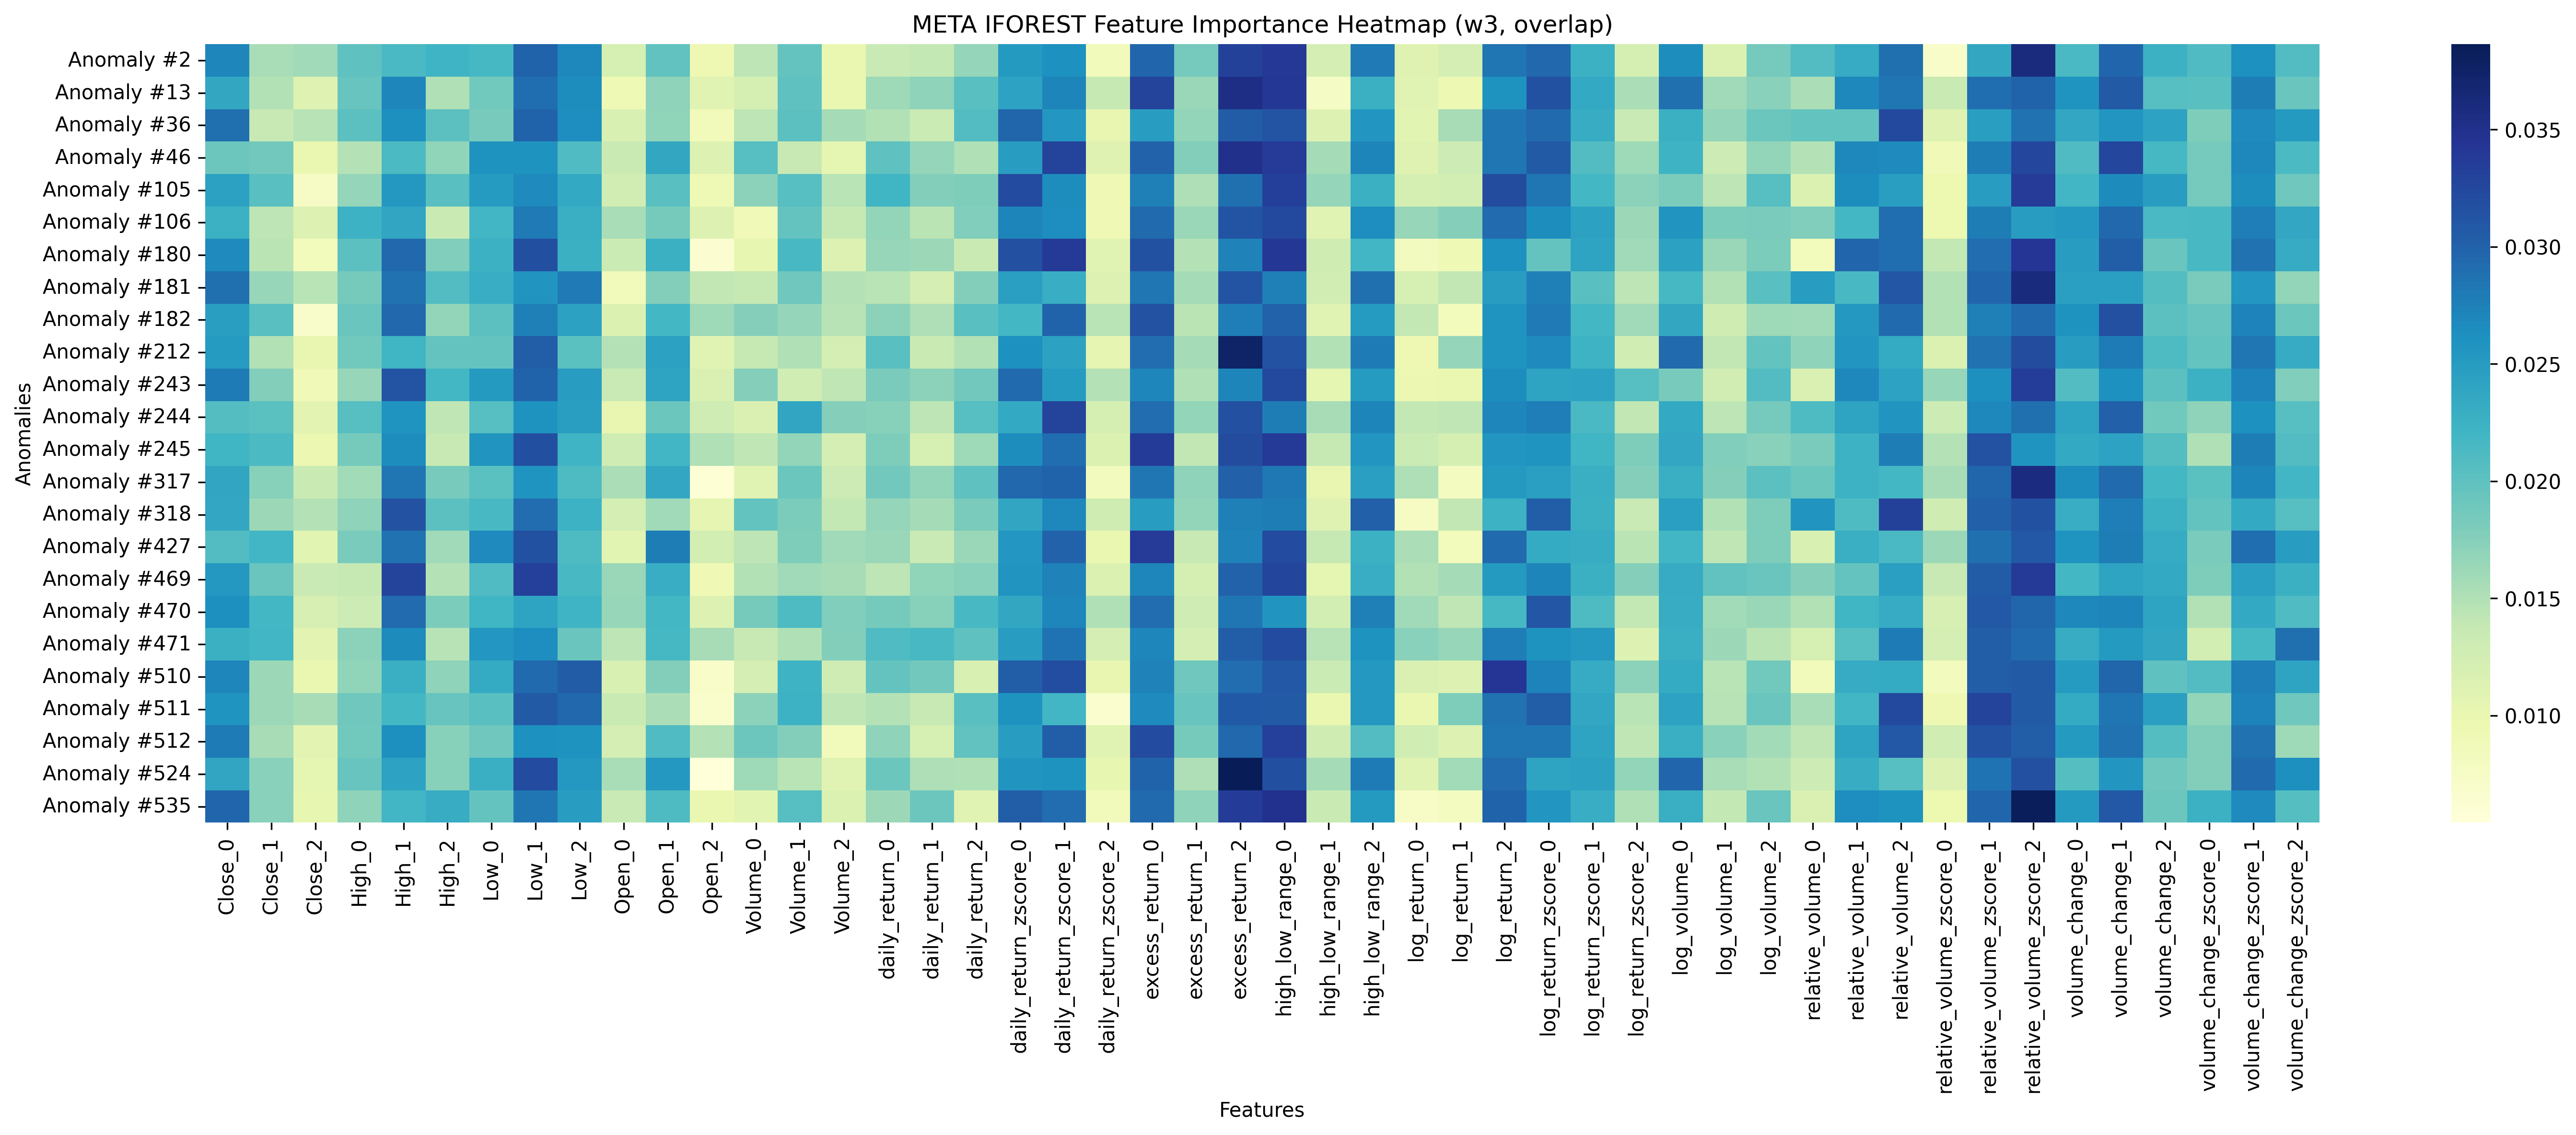 META IFOREST Feature Importance Heatmap (w3, overlap)
Anomalies
Anomaly #2
Anomaly #13
Anomaly #36
Anomaly #46
Anomaly #105
Anomaly #106
Anomaly #180
Anomaly #181
Anomaly #182
Anomaly #212
Anomaly #243
Anomaly #244
Anomaly #245
Anomaly #317
Anomaly #318
Anomaly #427
Anomaly #469
Anomaly #470
Anomaly #471
Anomaly #510
Anomaly #511
Anomaly #512
Anomaly #524
Anomaly #535
Close_0
Close_1
Close_2
High_0
High_1
High_2
Low_0
Low_1
Low_2
Open_0
Open_1
Open_2
Volume_0
Volume_1
Volume_2
daily_return_0
daily_return_1
daily_return_2
daily_return_zscore_0
daily_return_zscore_1
daily_return_zscore_2
excess_return_0
excess_return_1
excess_return_2
high_low_range_0
high_low_range_1
high_low_range_2
log_return_0
log_return_1
log_return_2
log_return_zscore_0
log_return_zscore_1
log_return_zscore_2
log_volume_0
log_volume_1
log_volume_2
relative_volume_0
relative_volume_1
relative_volume_2
relative_volume_zscore_0
relative_volume_zscore_1
relative_volume_zscore_2
volume_change_0
volume_change_1
volume_change_2
volume_change_zscore_0
volume_change_zscore_1
volume_change_zscore_2
Features
0.035
0.030
0.025
0.020
0.015
0.010